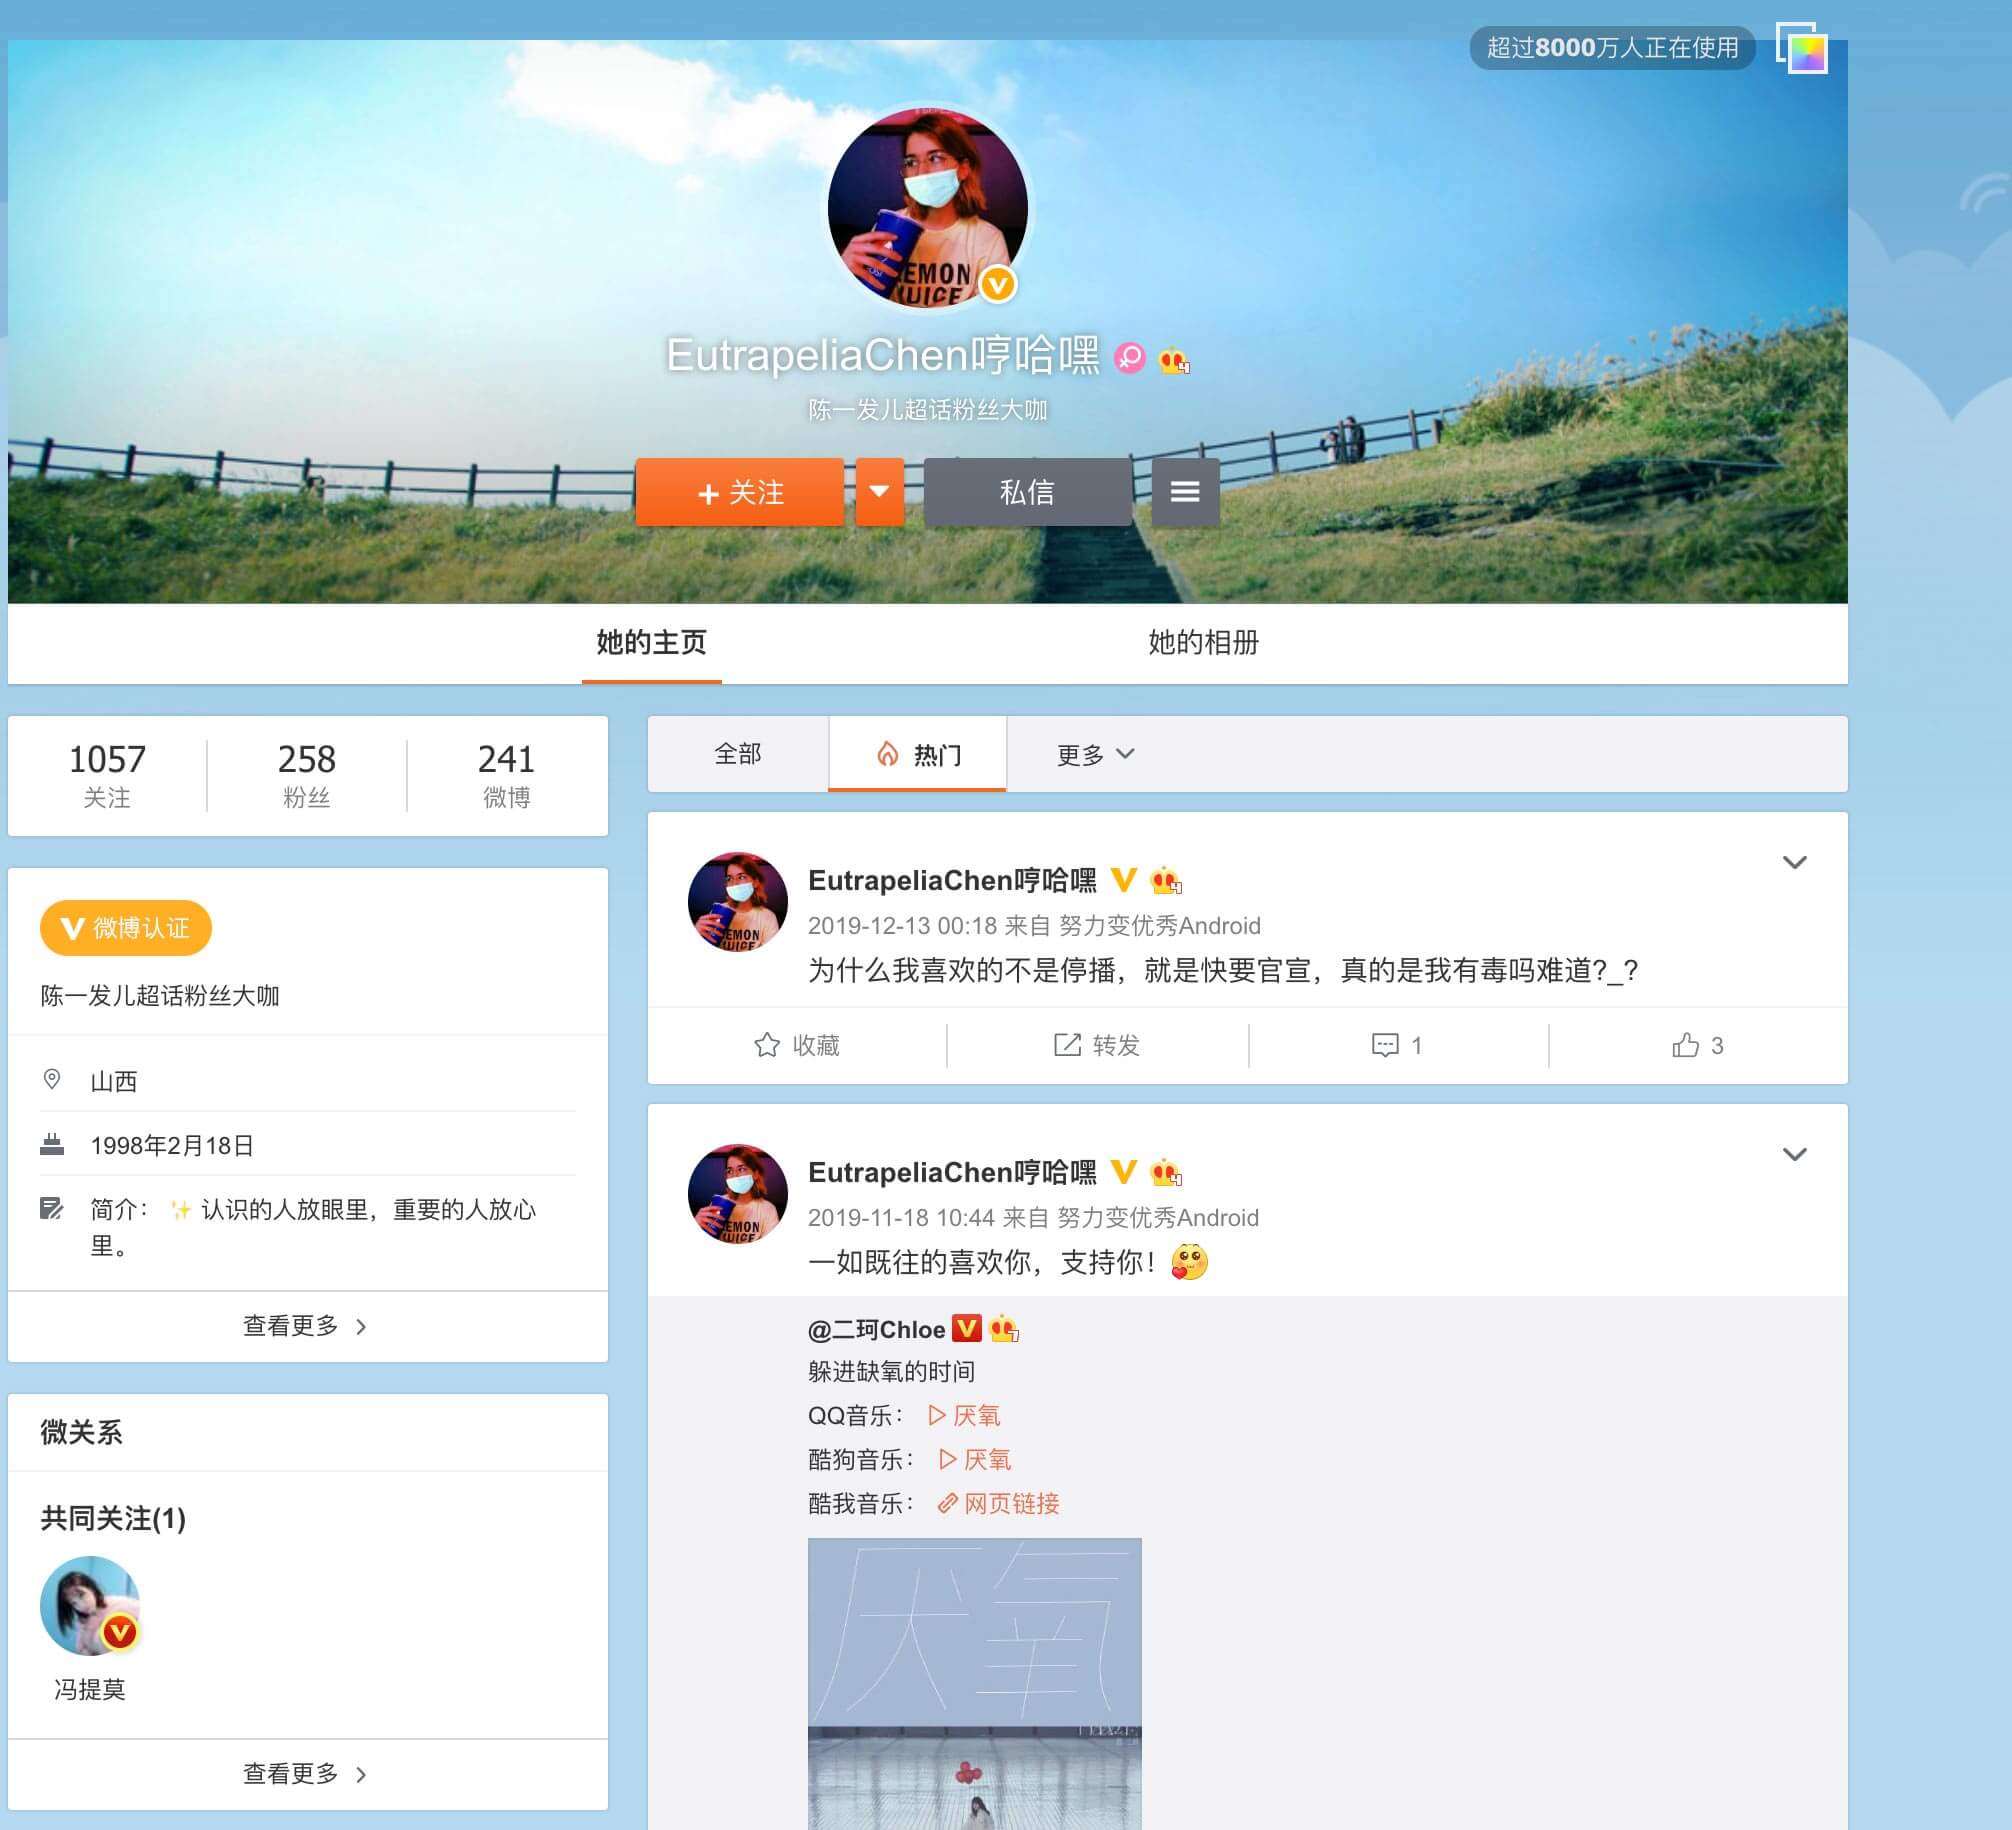 超过8000万人正在使用
EMON
JUICE
EutrapeliaChen哼哈嘿
4
陈一发儿超话粉丝大咖
+ 关注
私信
她的主页
她的相册
1057
关注
258
粉丝
241
微博
V 微博认证
陈一发儿超话粉丝大咖
山西
1998年2月18日
简介： ✨ 认识的人放眼里，重要的人放心
里。
查看更多 >
微关系
共同关注(1)
冯提莫
查看更多 >
全部
热门
更多
EutrapeliaChen哼哈嘿 V 4
2019-12-13 00:18 来自 努力变优秀Android
为什么我喜欢的不是停播，就是快要官宣，真的是我有毒吗难道?_?
收藏
转发
1
3
EutrapeliaChen哼哈嘿 V 4
2019-11-18 10:44 来自 努力变优秀Android
一如既往的喜欢你，支持你！
@二珂Chloe V 7
躲进缺氧的时间
QQ音乐： 厌氧
酷狗音乐： 厌氧
酷我音乐： 网页链接
厌氧